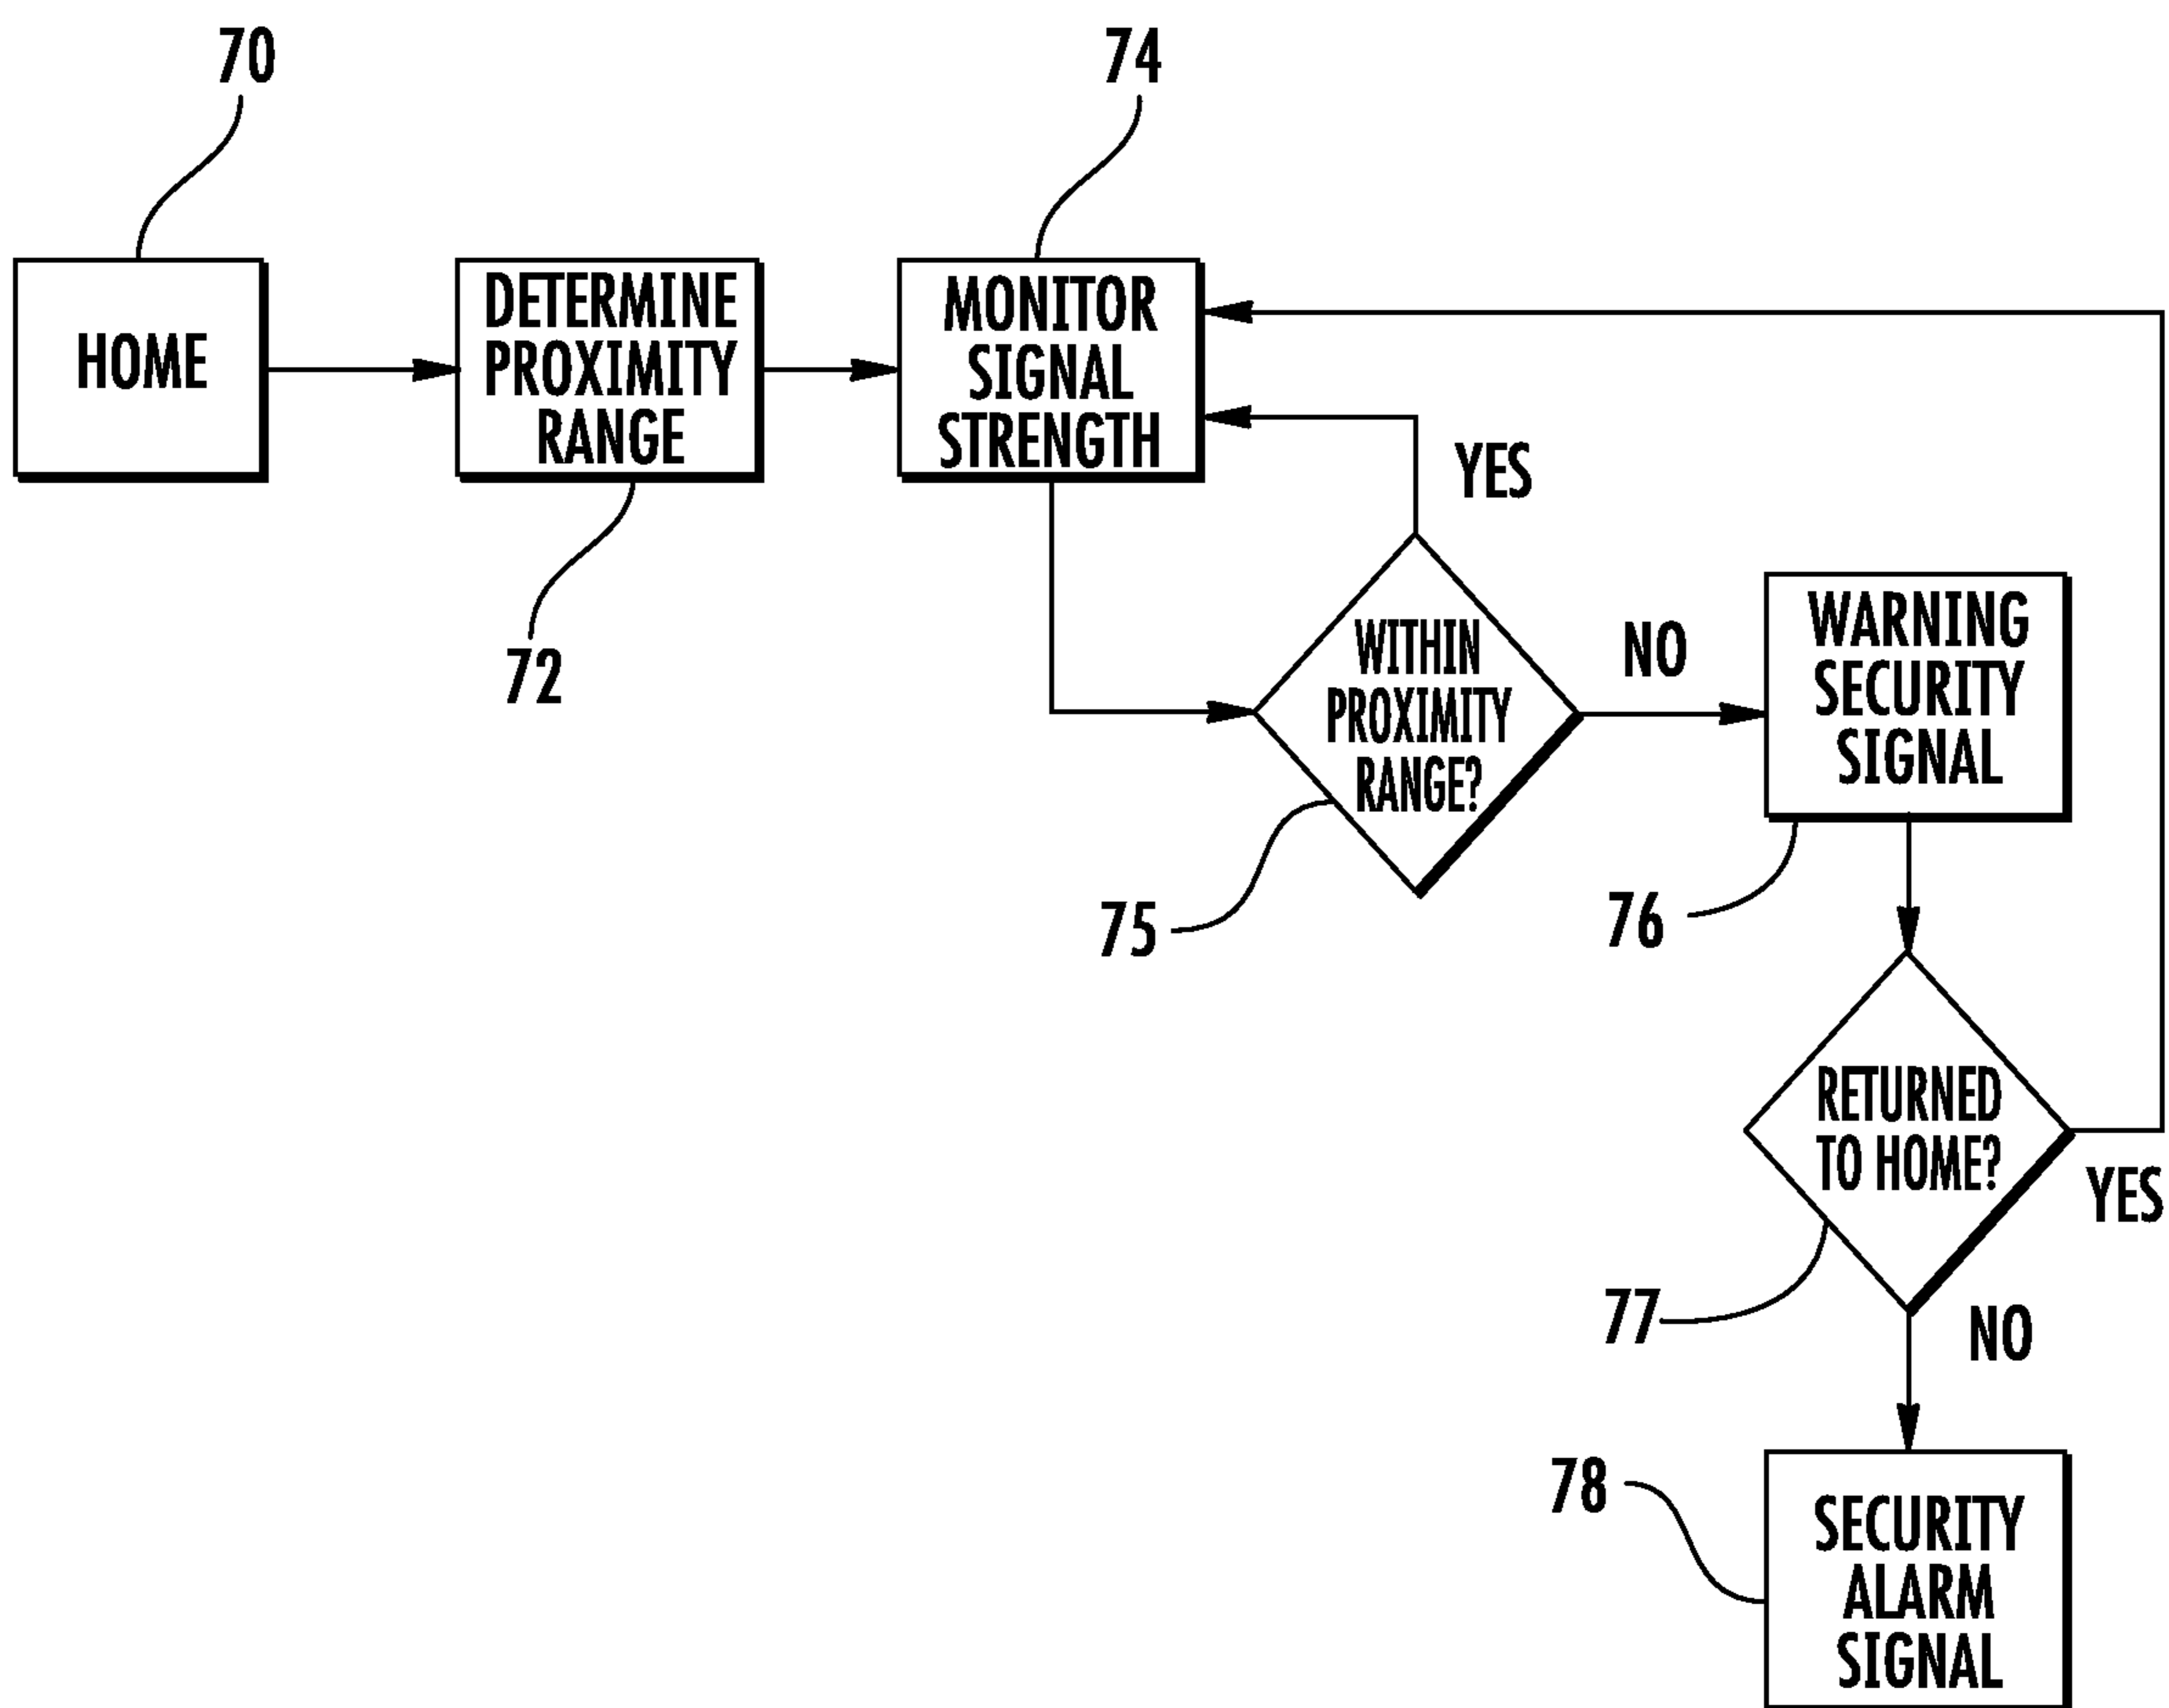 70
74
HOME
DETERMINE
PROXIMITY
RANGE
MONITOR
SIGNAL
STRENGTH
72
YES
WITHIN
PROXIMITY
RANGE?
NO
WARNING
SECURITY
SIGNAL
75
76
RETURNED
TO HOME?
YES
77
NO
78
SECURITY
ALARM
SIGNAL